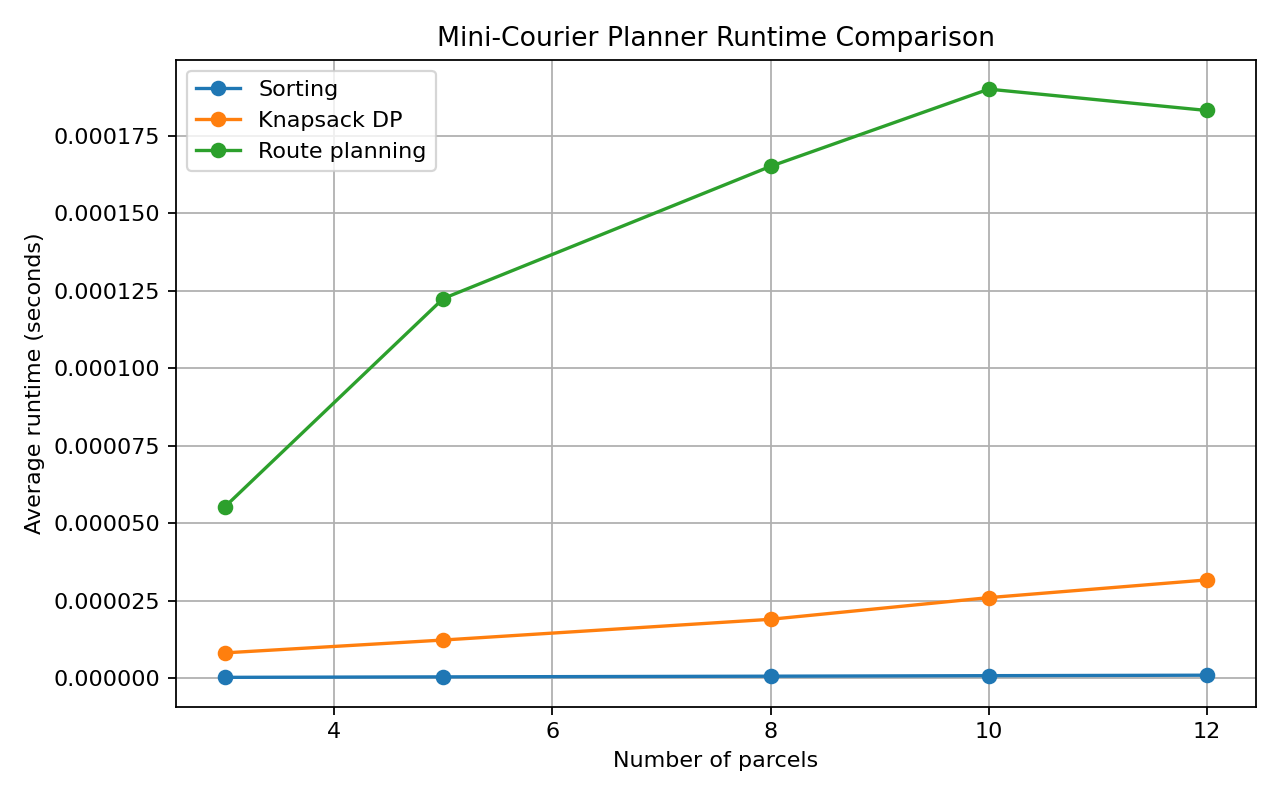 Mini-Courier Planner Runtime Comparison
Sorting
Knapsack DP
Route planning
Average runtime (seconds)
0.000175
0.000150
0.000125
0.000100
0.000075
0.000050
0.000025
0.000000
4 6 8 10 12
Number of parcels